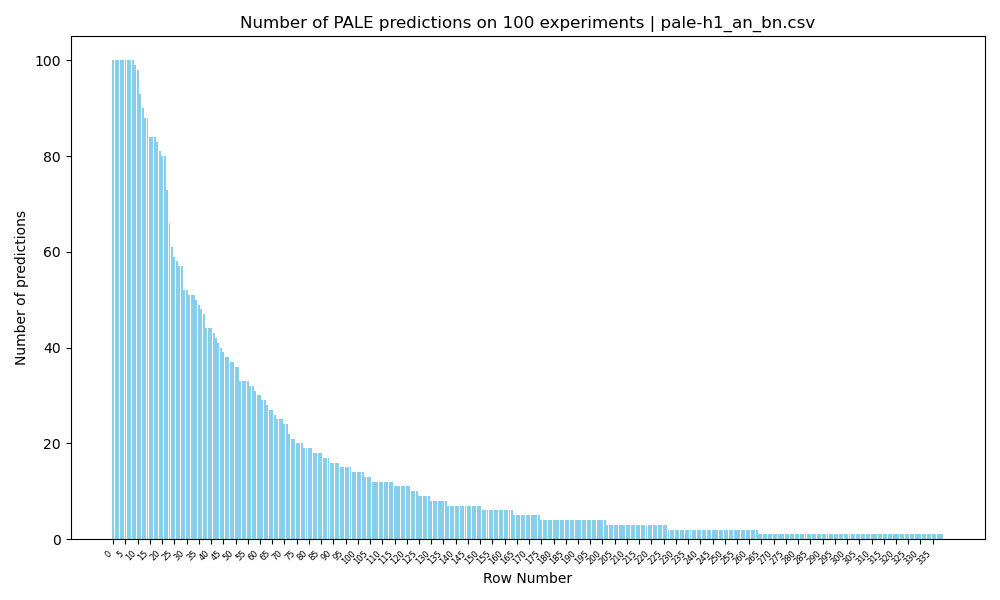 Number of PALE predictions on 100 experiments | pale-h1_an_bn.csv
Number of predictions
100
80
60
40
20
0
0 5 10 15 20 25 30 35 40 45 50 55 60 65 70 75 80 85 90 95 100 105 110 115 120 125 130 135 140 145 150 155 160 165 170 175 180 185 190 195 200 205 210 215 220 225 230 235 240 245 250 255 260 265 270 275 280 285 290 295 300 305 310 315 320 325 330 335
Row Number